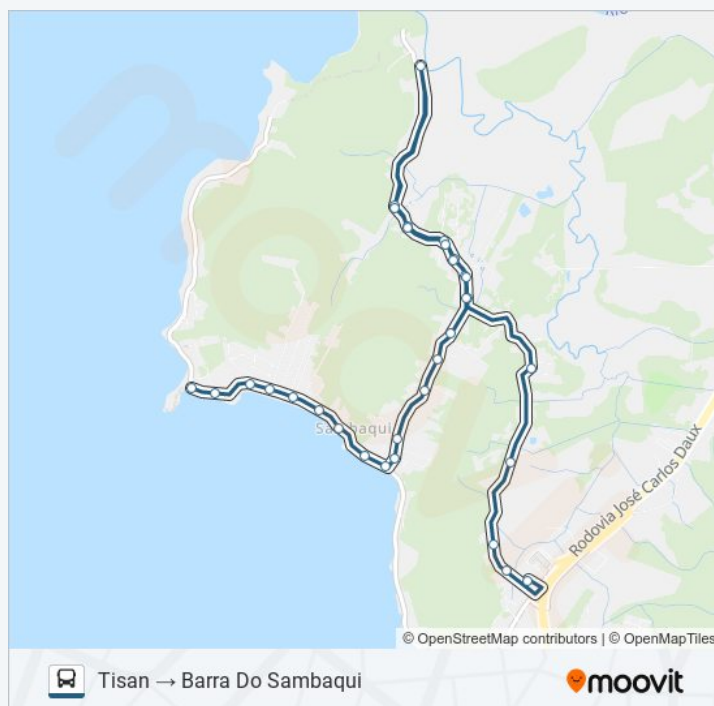 Rodovia José Carlos Daux
Sambaqui
© OpenStreetMap contributors | © OpenMapTiles
Tisan → Barra Do Sambaqui
moovit